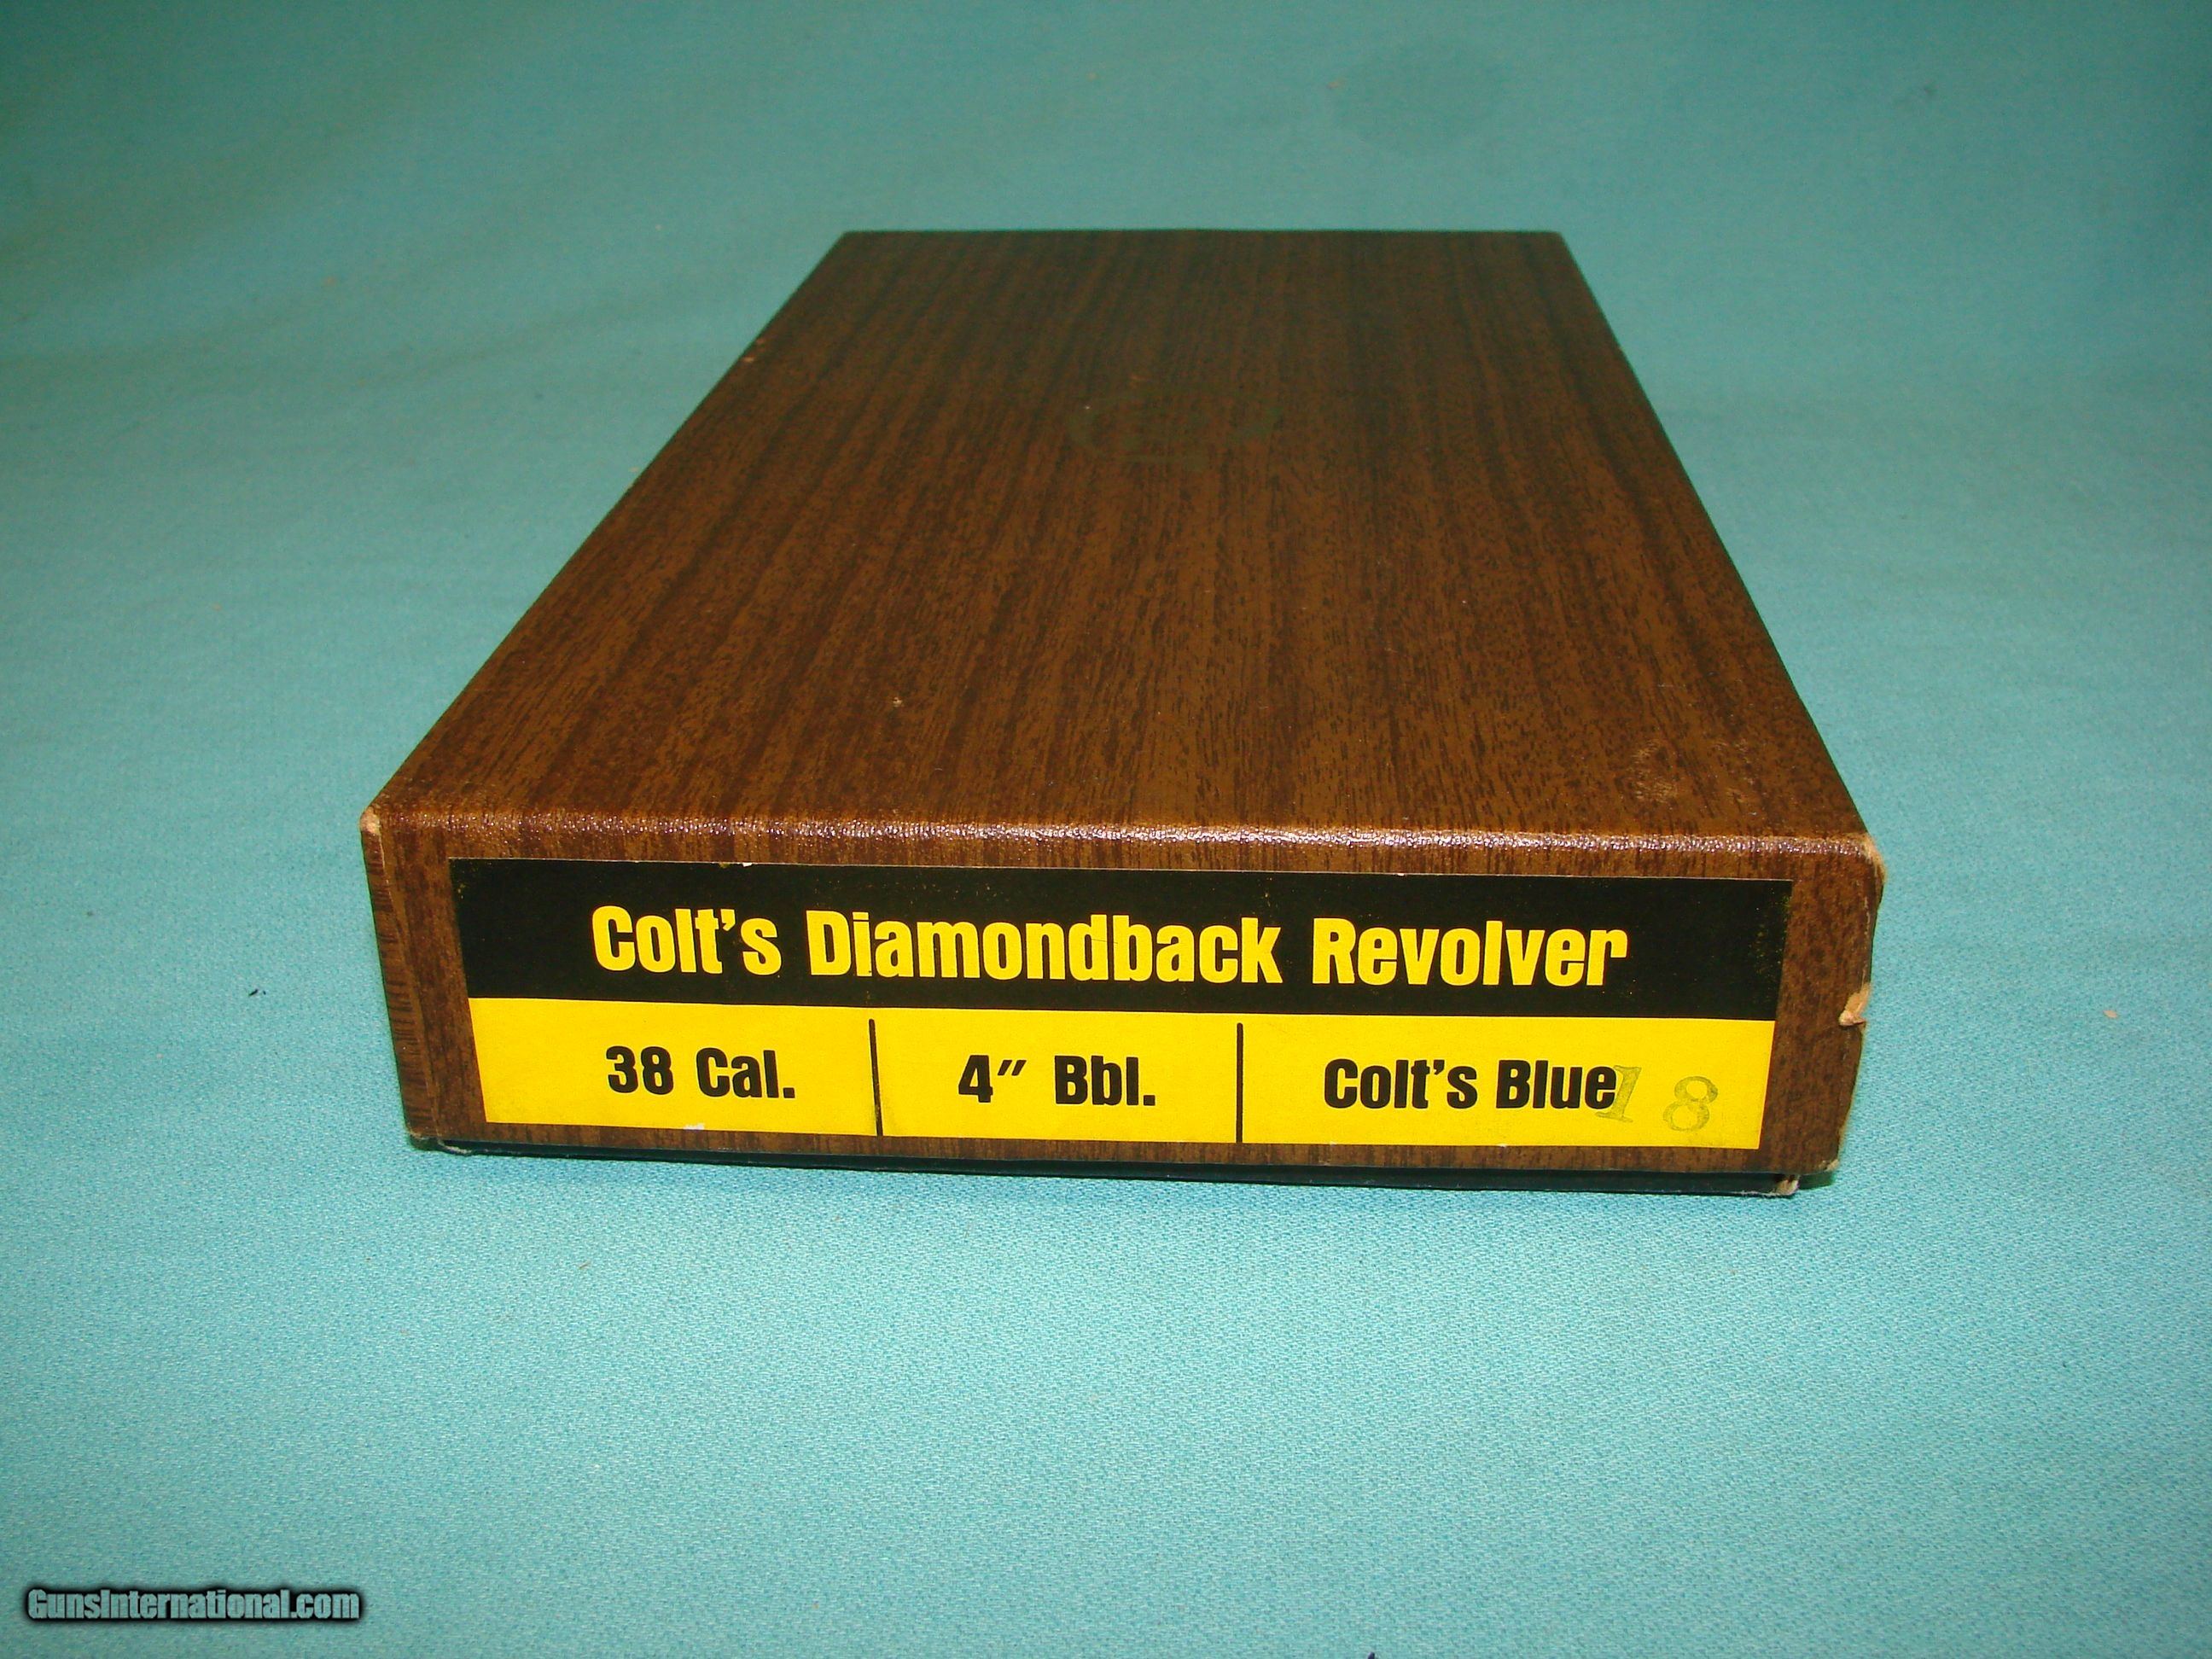 Colt's Diamondback Revolver
38 Cal. 4" Bbl. Colt's Blue 18
GunsInternational.com